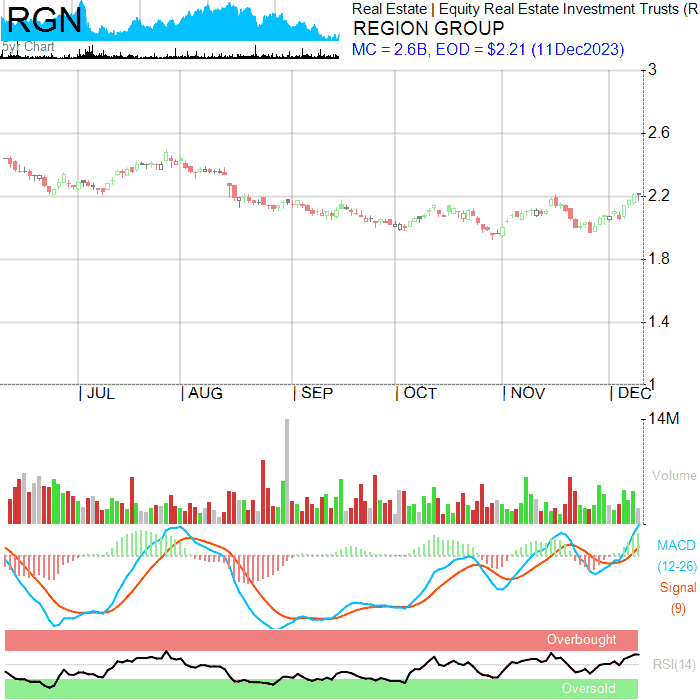 RGN
5yr Chart
Real Estate | Equity Real Estate Investment Trusts (R
REGION GROUP
MC = 2.6B, EOD = $2.21 (11Dec2023)
3
2.6
2.2
1.8
1.4
1
JUL
AUG
SEP
OCT
NOV
DEC
14M
Volume
MACD
(12-26)
Signal
(9)
Overbought
RSI(14)
Oversold